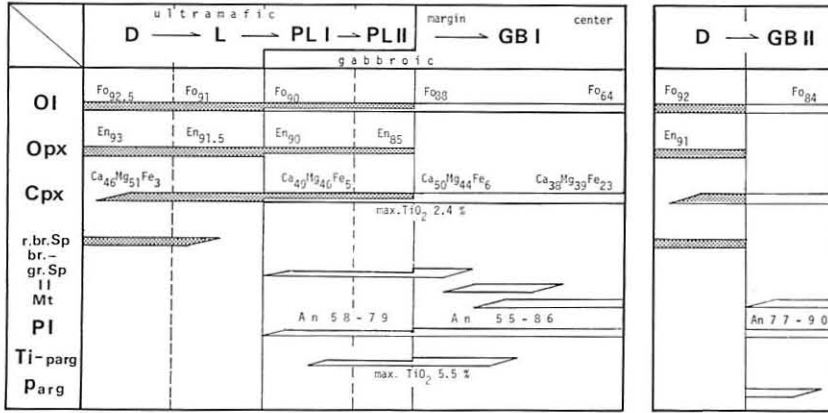 ultramafic margin center
D → L → PL I → PL II → GB I D → GB II
gabbroic
Ol Fo92.5 Fo91 Fo90 Fo88 Fo64 Fo92 Fo84
Opx En93 En91.5 En90 En85 En91
Cpx Ca46Mg51Fe3 Ca49Mg46Fe5 Ca50Mg44Fe6 Ca38Mg39Fe23
max.TiO2 2.4 %
r.br.Sp
br.-
gr.Sp
Il
Mt
Pl An 58-79 An 55-86 An 77-90
Ti-parg
max. TiO2 5.5 %
parg